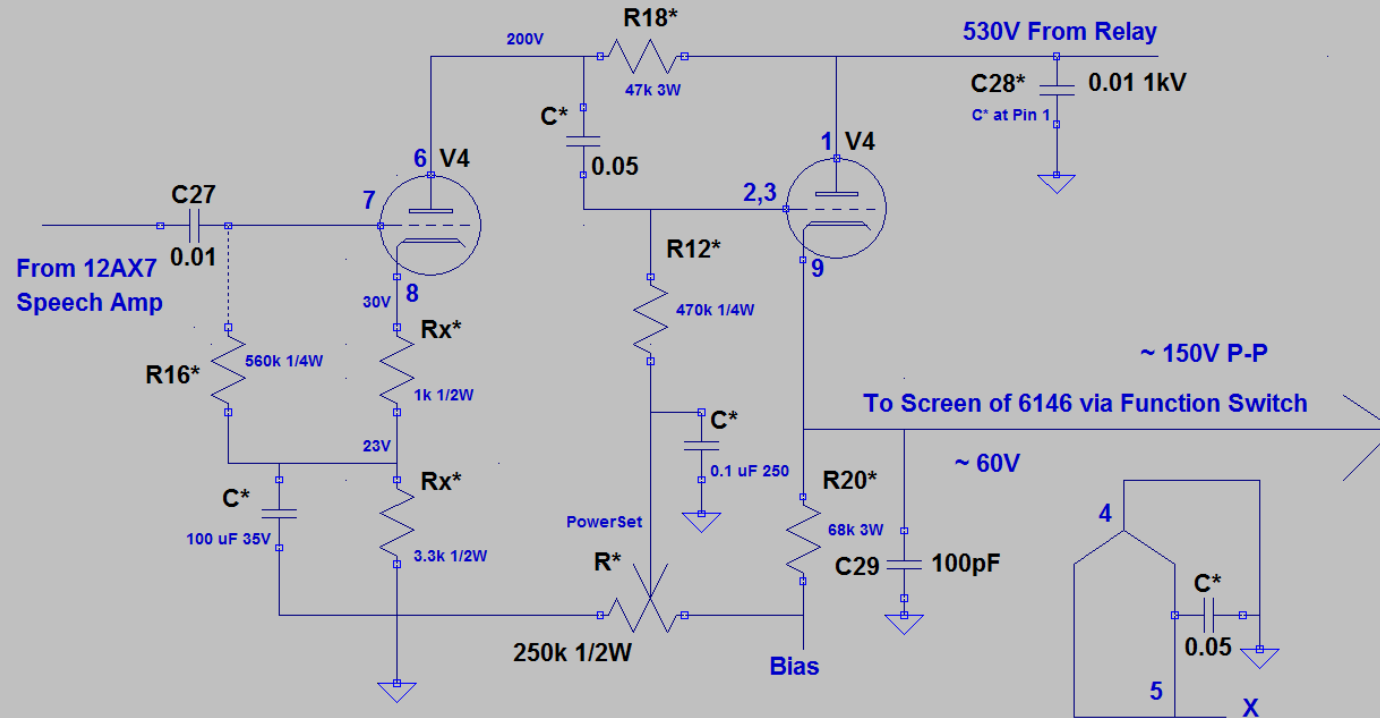 R18*
200V
530V From Relay
47k 3W
C28*
0.01 1kV
C* at Pin 1
C*
0.05
6
V4
1
V4
C27
7
2,3
0.01
From 12AX7
Speech Amp
R12*
9
8
30V
470k 1/4W
Rx*
560k 1/4W
R16*
1k 1/2W
~ 150V P-P
To Screen of 6146 via Function Switch
C*
23V
~ 60V
0.1 uF 250
Rx*
R20*
C*
4
PowerSet
68k 3W
100 uF 35V
3.3k 1/2W
R*
C29
100pF
C*
250k 1/2W
0.05
Bias
5
X